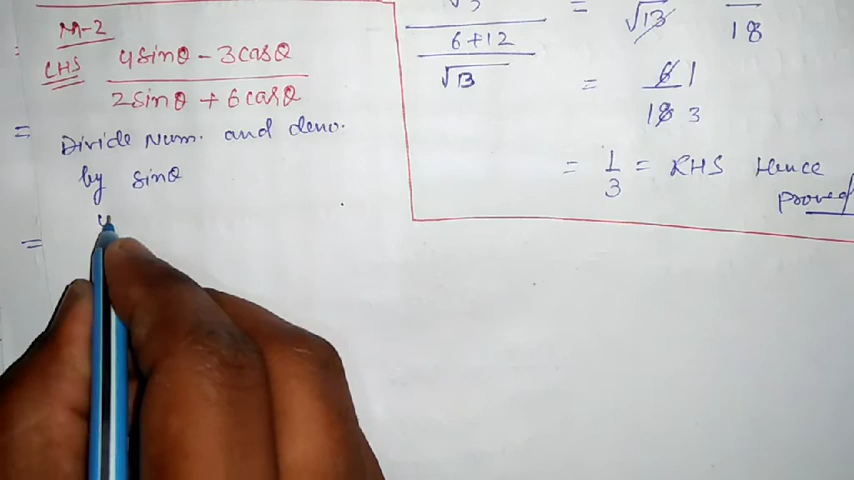 M-2
LHS 4sinθ - 3cosθ
2sinθ + 6cosθ
= Divide Num. and deno.
by sinθ
=
√13
6+12
√13
= √13 18
= 6 1
18 3
= 1/3 = RHS Hence
proved